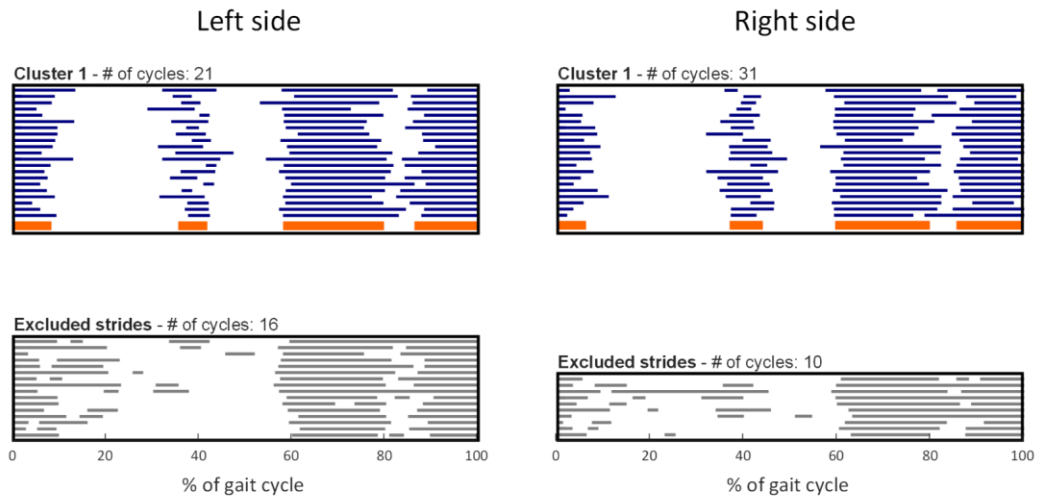 Left side
Right side
Cluster 1 - # of cycles: 21
Cluster 1 - # of cycles: 31
Excluded strides - # of cycles: 16
Excluded strides - # of cycles: 10
0 20 40 60 80 100
0 20 40 60 80 100
% of gait cycle
% of gait cycle